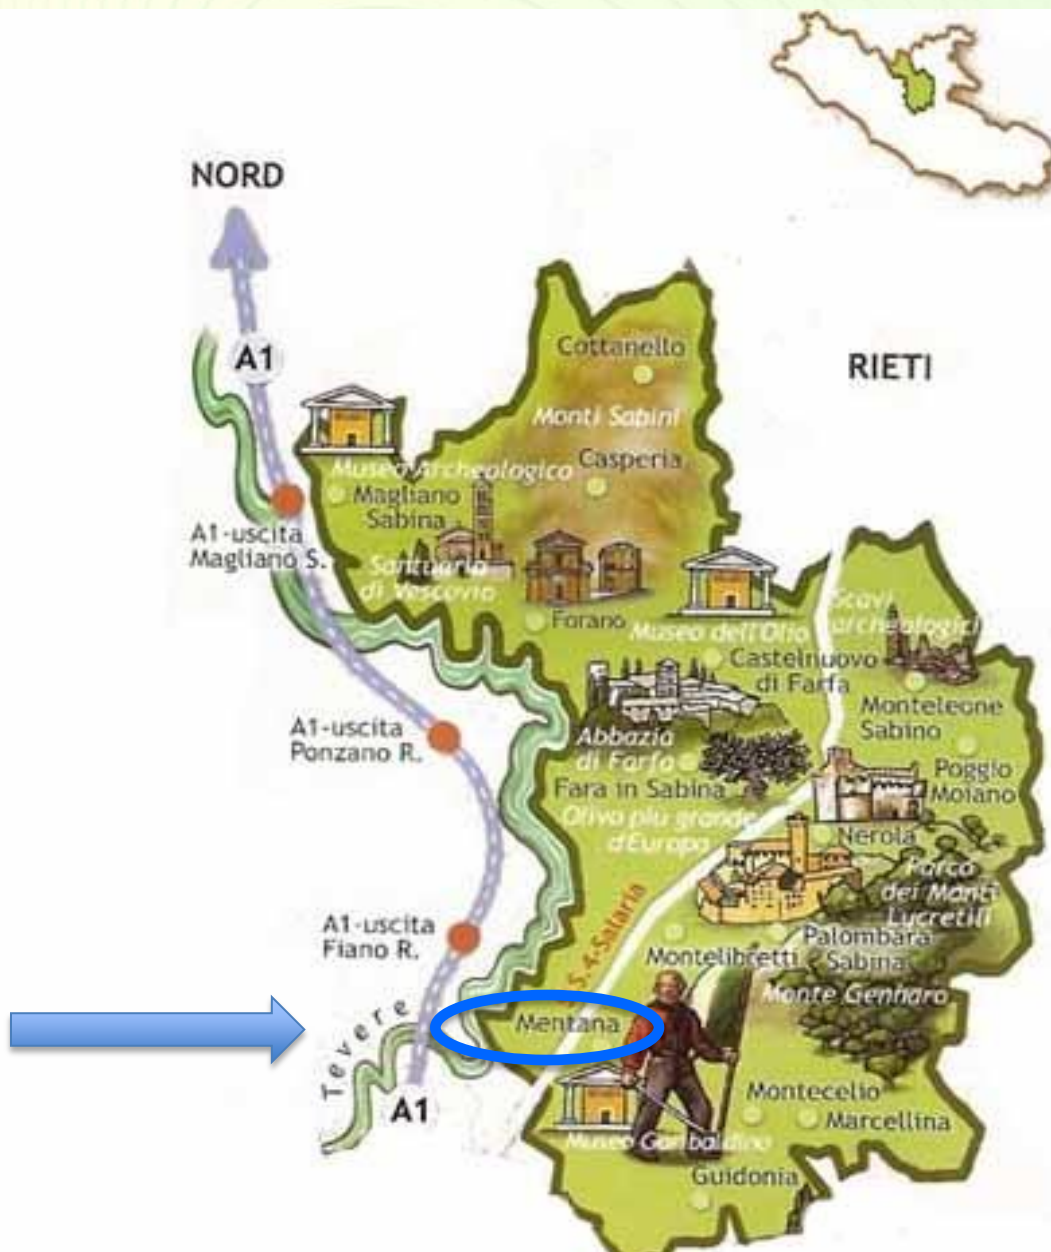 NORD
A1
RIETI
Cottanello
Monti Sabini
Museo Archeologico
Casperia
Magliano
Sabina
A1-uscita
Magliano S.
Santuario
di Vescovio
Forano
Museo dell'Olio
Scavi
archeologici
Castelnuovo
di Farfa
Monteleone
Sabino
A1-uscita
Ponzano R.
Abbazia
di Farfa
Fara in Sabina
Poggio
Moiano
Olivo più grande
d'Europa
Nerola
Parco
dei Monti
Lucretili
A1-uscita
Fiano R.
S.S.4-Salaria
Montelibretti
Palombara
Sabina
Monte Gennaro
Tevere
Mentana
A1
Montecelio
Marcellina
Museo Garibaldino
Guidonia